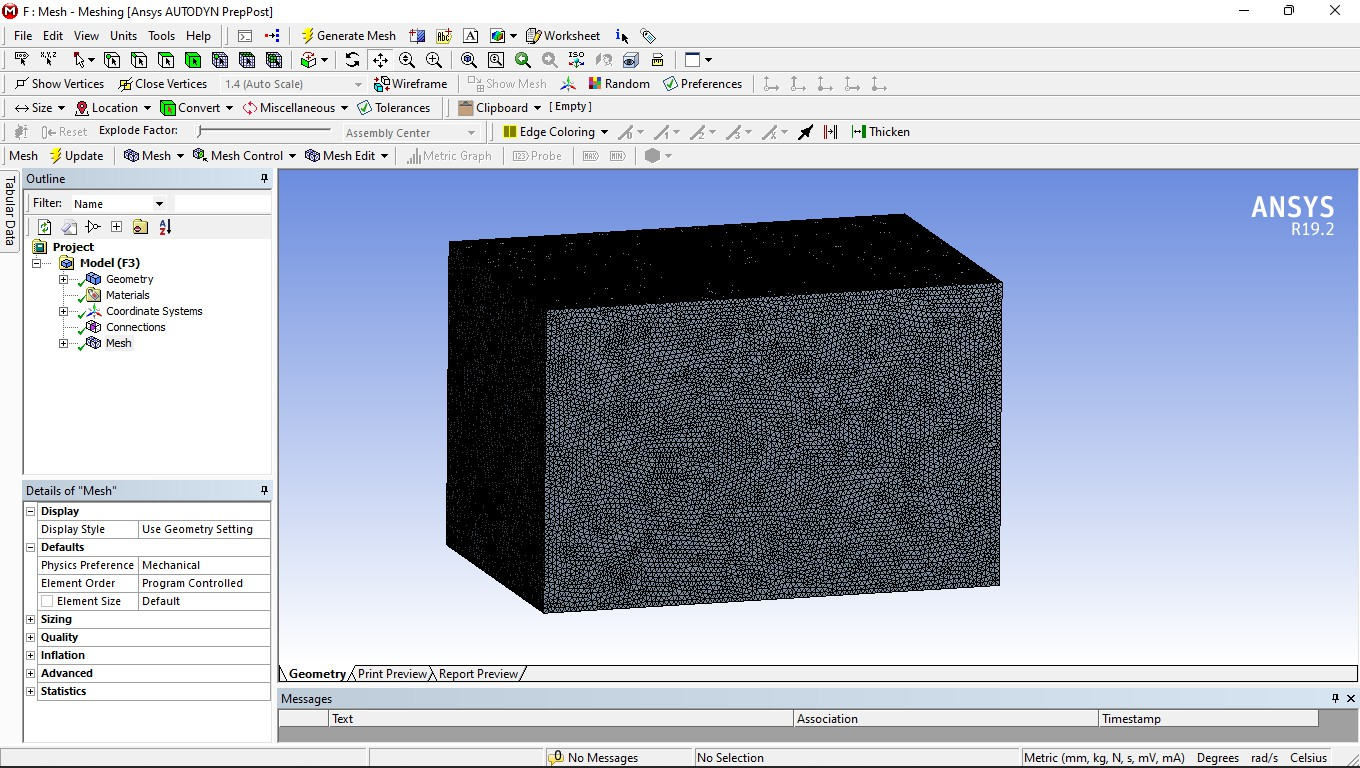 F : Mesh - Meshing [Ansys AUTODYN PrepPost]
File Edit View Units Tools Help Generate Mesh Worksheet
Show Vertices Close Vertices 1.4 (Auto Scale) Wireframe Show Mesh Random Preferences
Size Location Convert Miscellaneous Tolerances Clipboard [ Empty ]
Reset Explode Factor: Assembly Center Edge Coloring Thicken
Mesh Update Mesh Mesh Control Mesh Edit Metric Graph Probe
Tabular Data
Outline
Filter: Name
Project
Model (F3)
Geometry
Materials
Coordinate Systems
Connections
Mesh
Details of "Mesh"
Display
Display Style Use Geometry Setting
Defaults
Physics Preference Mechanical
Element Order Program Controlled
Element Size Default
Sizing
Quality
Inflation
Advanced
Statistics
ANSYS
R19.2
Geometry Print Preview Report Preview
Messages
Text Association Timestamp
No Messages No Selection Metric (mm, kg, N, s, mV, mA) Degrees rad/s Celsius